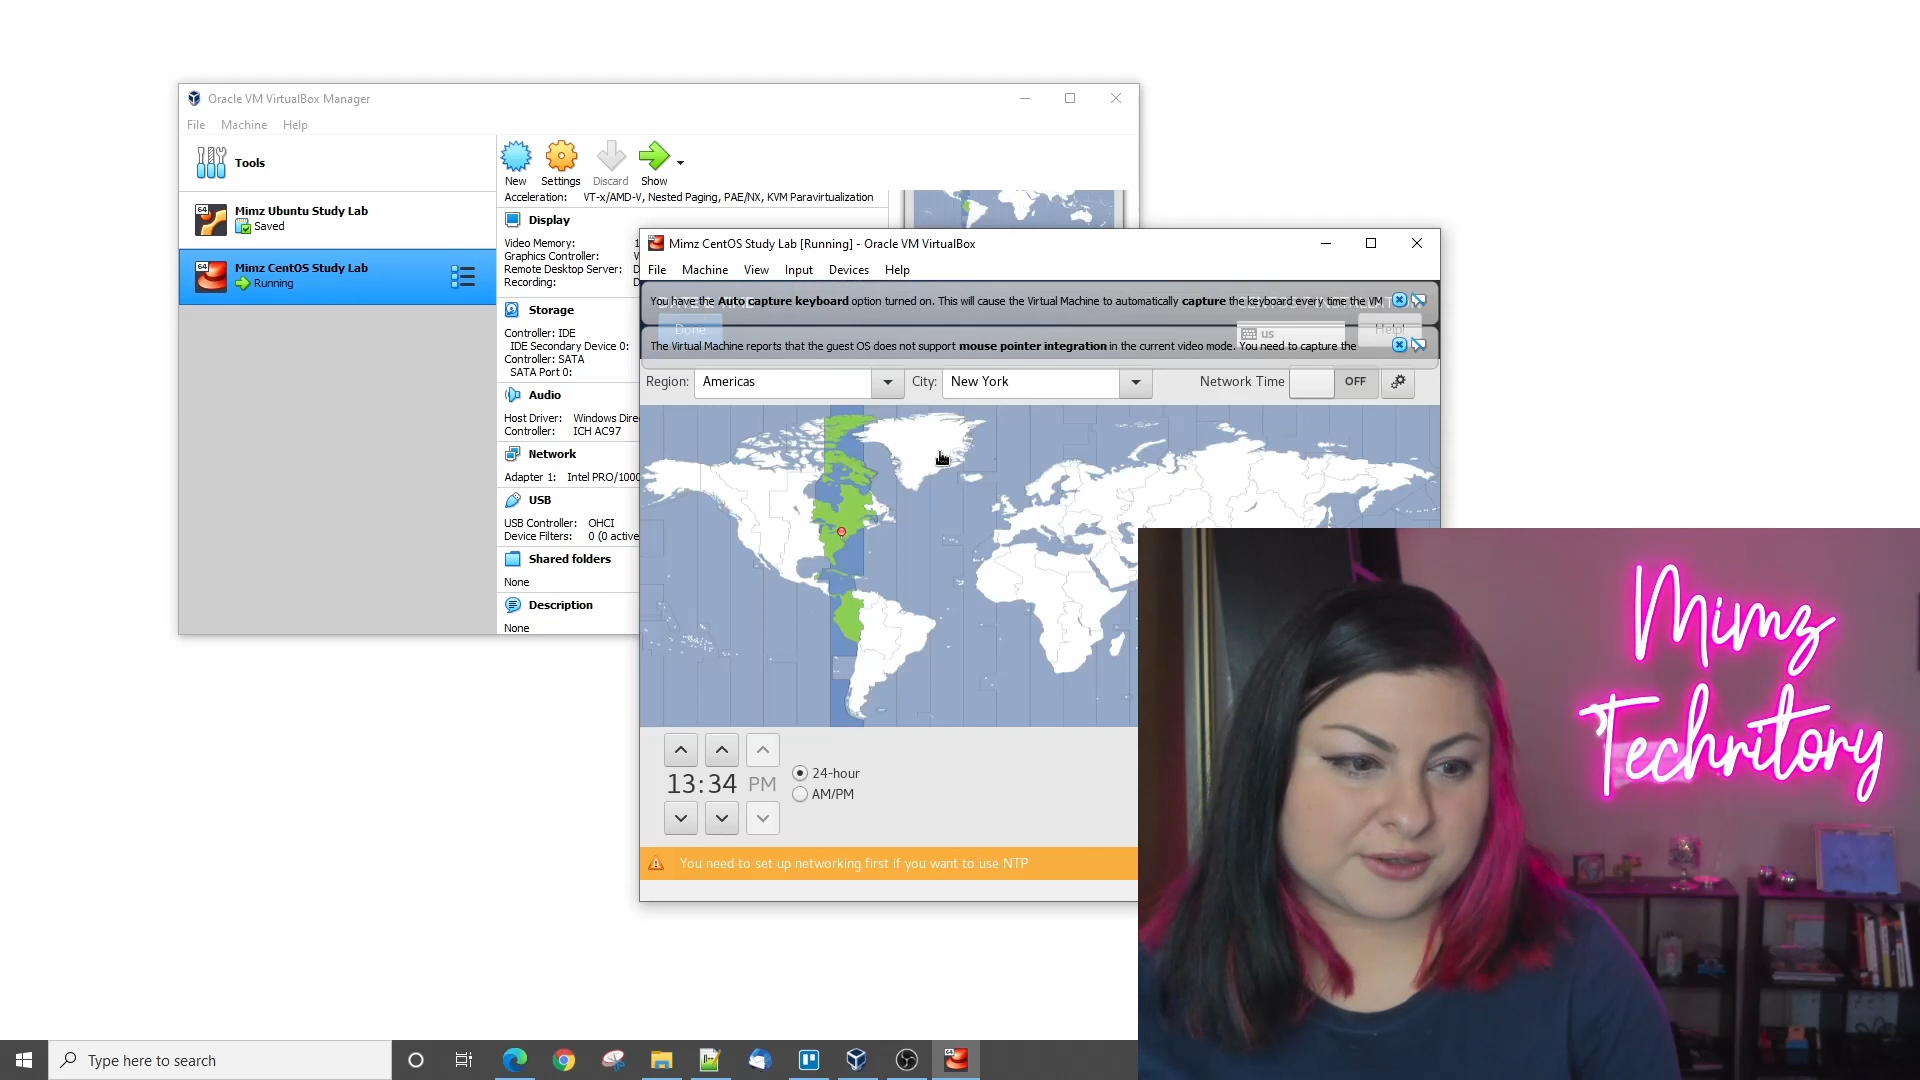 Oracle VM VirtualBox Manager
File Machine Help
Tools
New Settings Discard Show
Mimz Ubuntu Study Lab
Saved
Mimz CentOS Study Lab
Running
Acceleration: VT-x/AMD-V, Nested Paging, PAE/NX, KVM Paravirtualization
Display
Video Memory: 1
Graphics Controller:
Remote Desktop Server: D
Recording: D
Storage
Controller: IDE
IDE Secondary Device 0:
Controller: SATA
SATA Port 0:
Audio
Host Driver: Windows Dire
Controller: ICH AC97
Network
Adapter 1: Intel PRO/1000
USB
USB Controller: OHCI
Device Filters: 0 (0 active
Shared folders
None
Description
None
Mimz CentOS Study Lab [Running] - Oracle VM VirtualBox
File Machine View Input Devices Help
You have the Auto capture keyboard option turned on. This will cause the Virtual Machine to automatically capture the keyboard every time the VM
Done
us
Help!
The Virtual Machine reports that the guest OS does not support mouse pointer integration in the current video mode. You need to capture the
Region: Americas City: New York Network Time OFF
13:34 PM
24-hour
AM/PM
You need to set up networking first if you want to use NTP
Mimz
Techritory
Type here to search